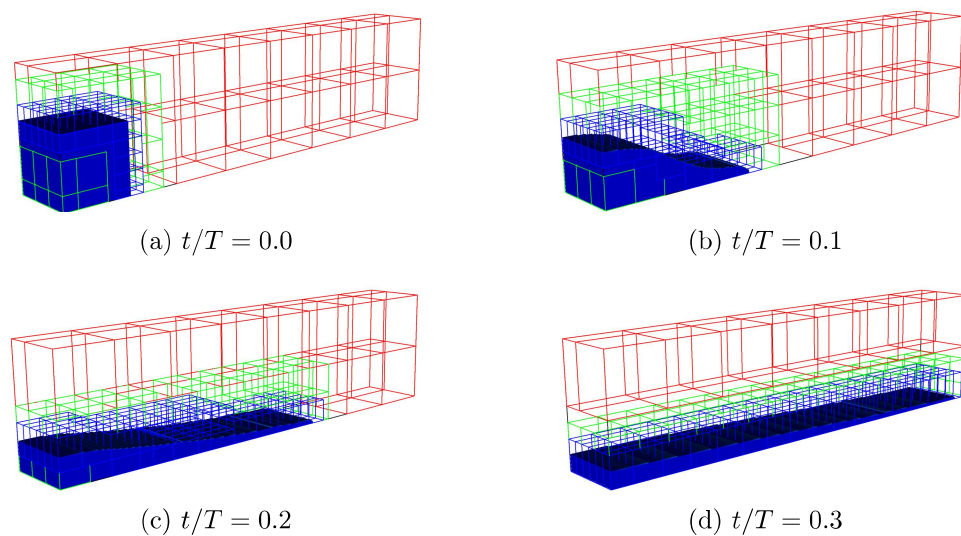 (a) t/T = 0.0
(b) t/T = 0.1
(c) t/T = 0.2
(d) t/T = 0.3